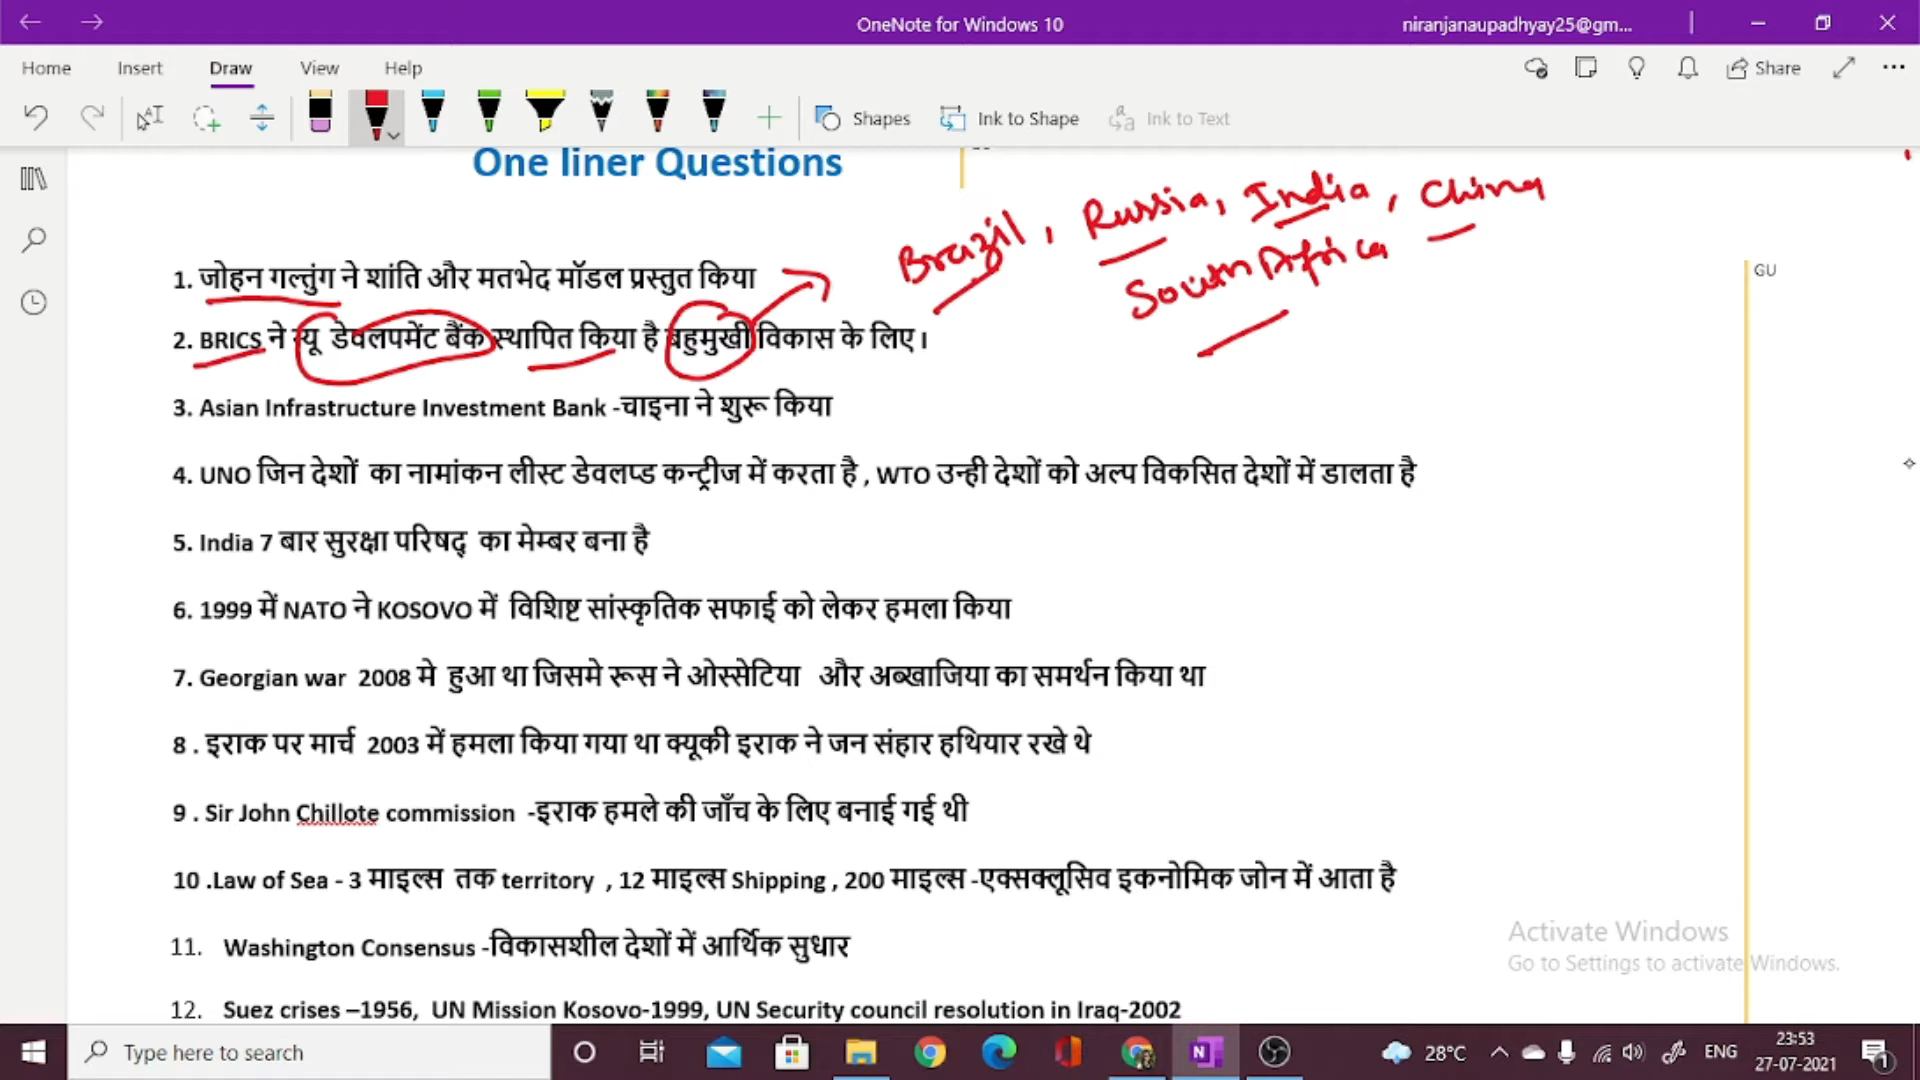 OneNote for Windows 10
niranjanaupadhyay25@gm...
Home Insert Draw View Help
Share
Shapes Ink to Shape Ink to Text
One liner Questions
Brazil, Russia, India, China
South Africa
GU
1. जोहन गल्तुंग ने शांति और मतभेद मॉडल प्रस्तुत किया
2. BRICS ने न्यू डेवलपमेंट बैंक स्थापित किया है बहुमुखी विकास के लिए।
3. Asian Infrastructure Investment Bank -चाइना ने शुरू किया
4. UNO जिन देशों का नामांकन लीस्ट डेवलप्ड कन्ट्रीज में करता है , WTO उन्ही देशों को अल्प विकसित देशों में डालता है
5. India 7 बार सुरक्षा परिषद् का मेम्बर बना है
6. 1999 में NATO ने KOSOVO में विशिष्ट सांस्कृतिक सफाई को लेकर हमला किया
7. Georgian war 2008 मे हुआ था जिसमे रूस ने ओस्सेटिया और अब्खाजिया का समर्थन किया था
8 . इराक पर मार्च 2003 में हमला किया गया था क्यूकी इराक ने जन संहार हथियार रखे थे
9 . Sir John Chillote commission -इराक हमले की जाँच के लिए बनाई गई थी
10 .Law of Sea - 3 माइल्स तक territory , 12 माइल्स Shipping , 200 माइल्स -एक्सक्लूसिव इकनोमिक जोन में आता है
11. Washington Consensus -विकासशील देशों में आर्थिक सुधार
Activate Windows
Go to Settings to activate Windows.
12. Suez crises –1956, UN Mission Kosovo-1999, UN Security council resolution in Iraq-2002
Type here to search
28°C
ENG
23:53
27-07-2021
1